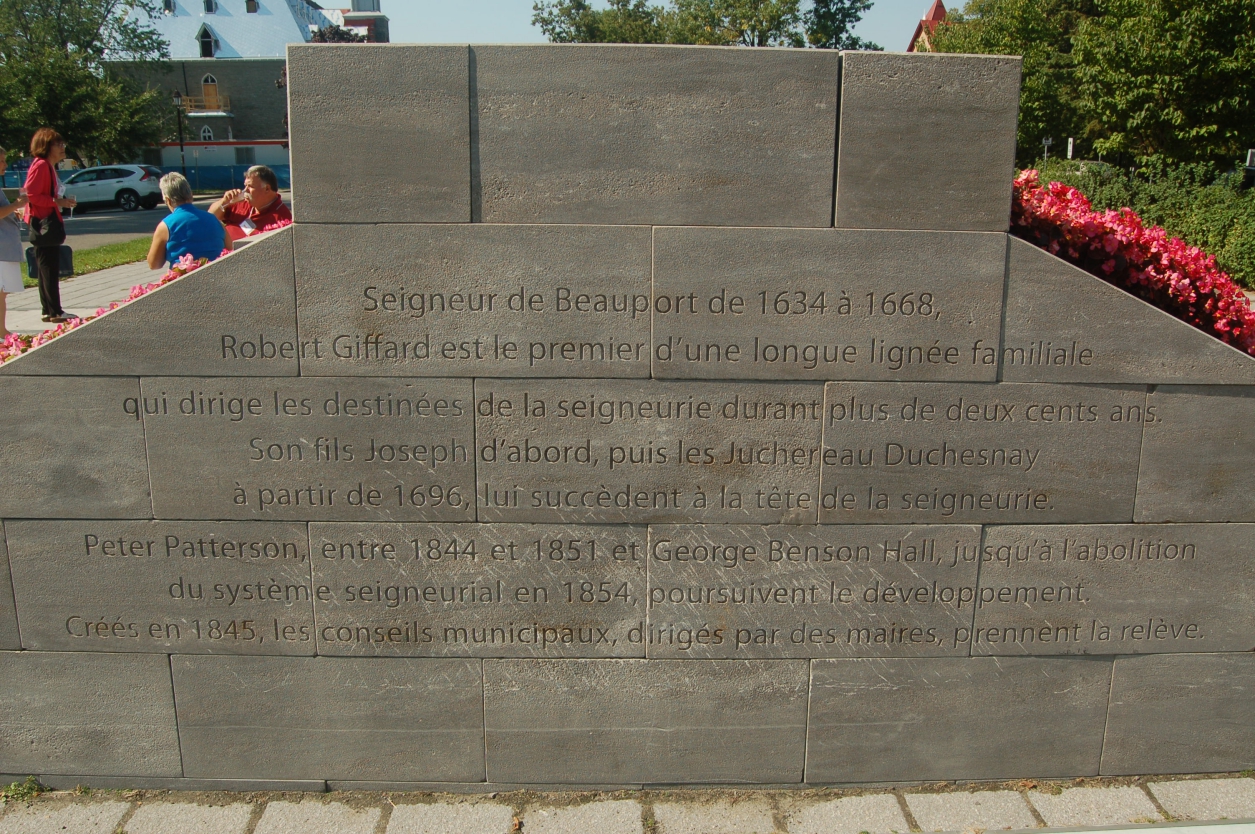 Seigneur de Beauport de 1634 à 1668,
Robert Giffard est le premier d'une longue lignée familiale
qui dirige les destinées de la seigneurie durant plus de deux cents ans.
Son fils Joseph d'abord, puis les Juchereau Duchesnay
à partir de 1696, lui succèdent à la tête de la seigneurie.
Peter Patterson, entre 1844 et 1851 et George Benson Hall, jusqu'à l'abolition
du système seigneurial en 1854, poursuivent le développement.
Créés en 1845, les conseils municipaux, dirigés par des maires, prennent la relève.